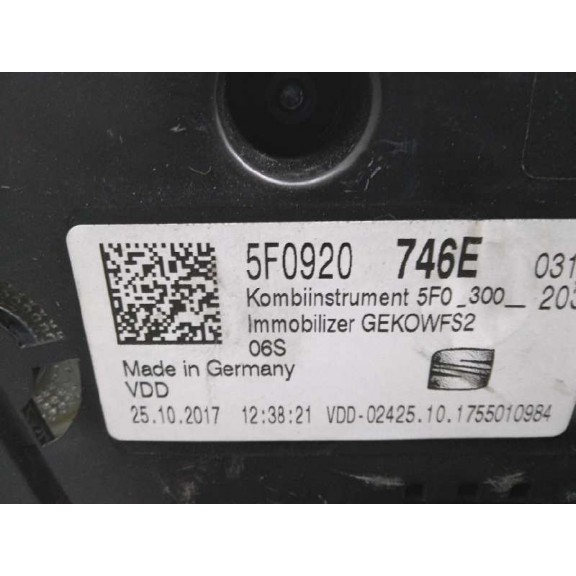 5F0920 746E 031
Kombiinstrument 5F0_300__ 203
Immobilizer GEKOWFS2
06S
Made in Germany
VDD
25.10.2017 12:38:21 VDD-02425.10.1755010984